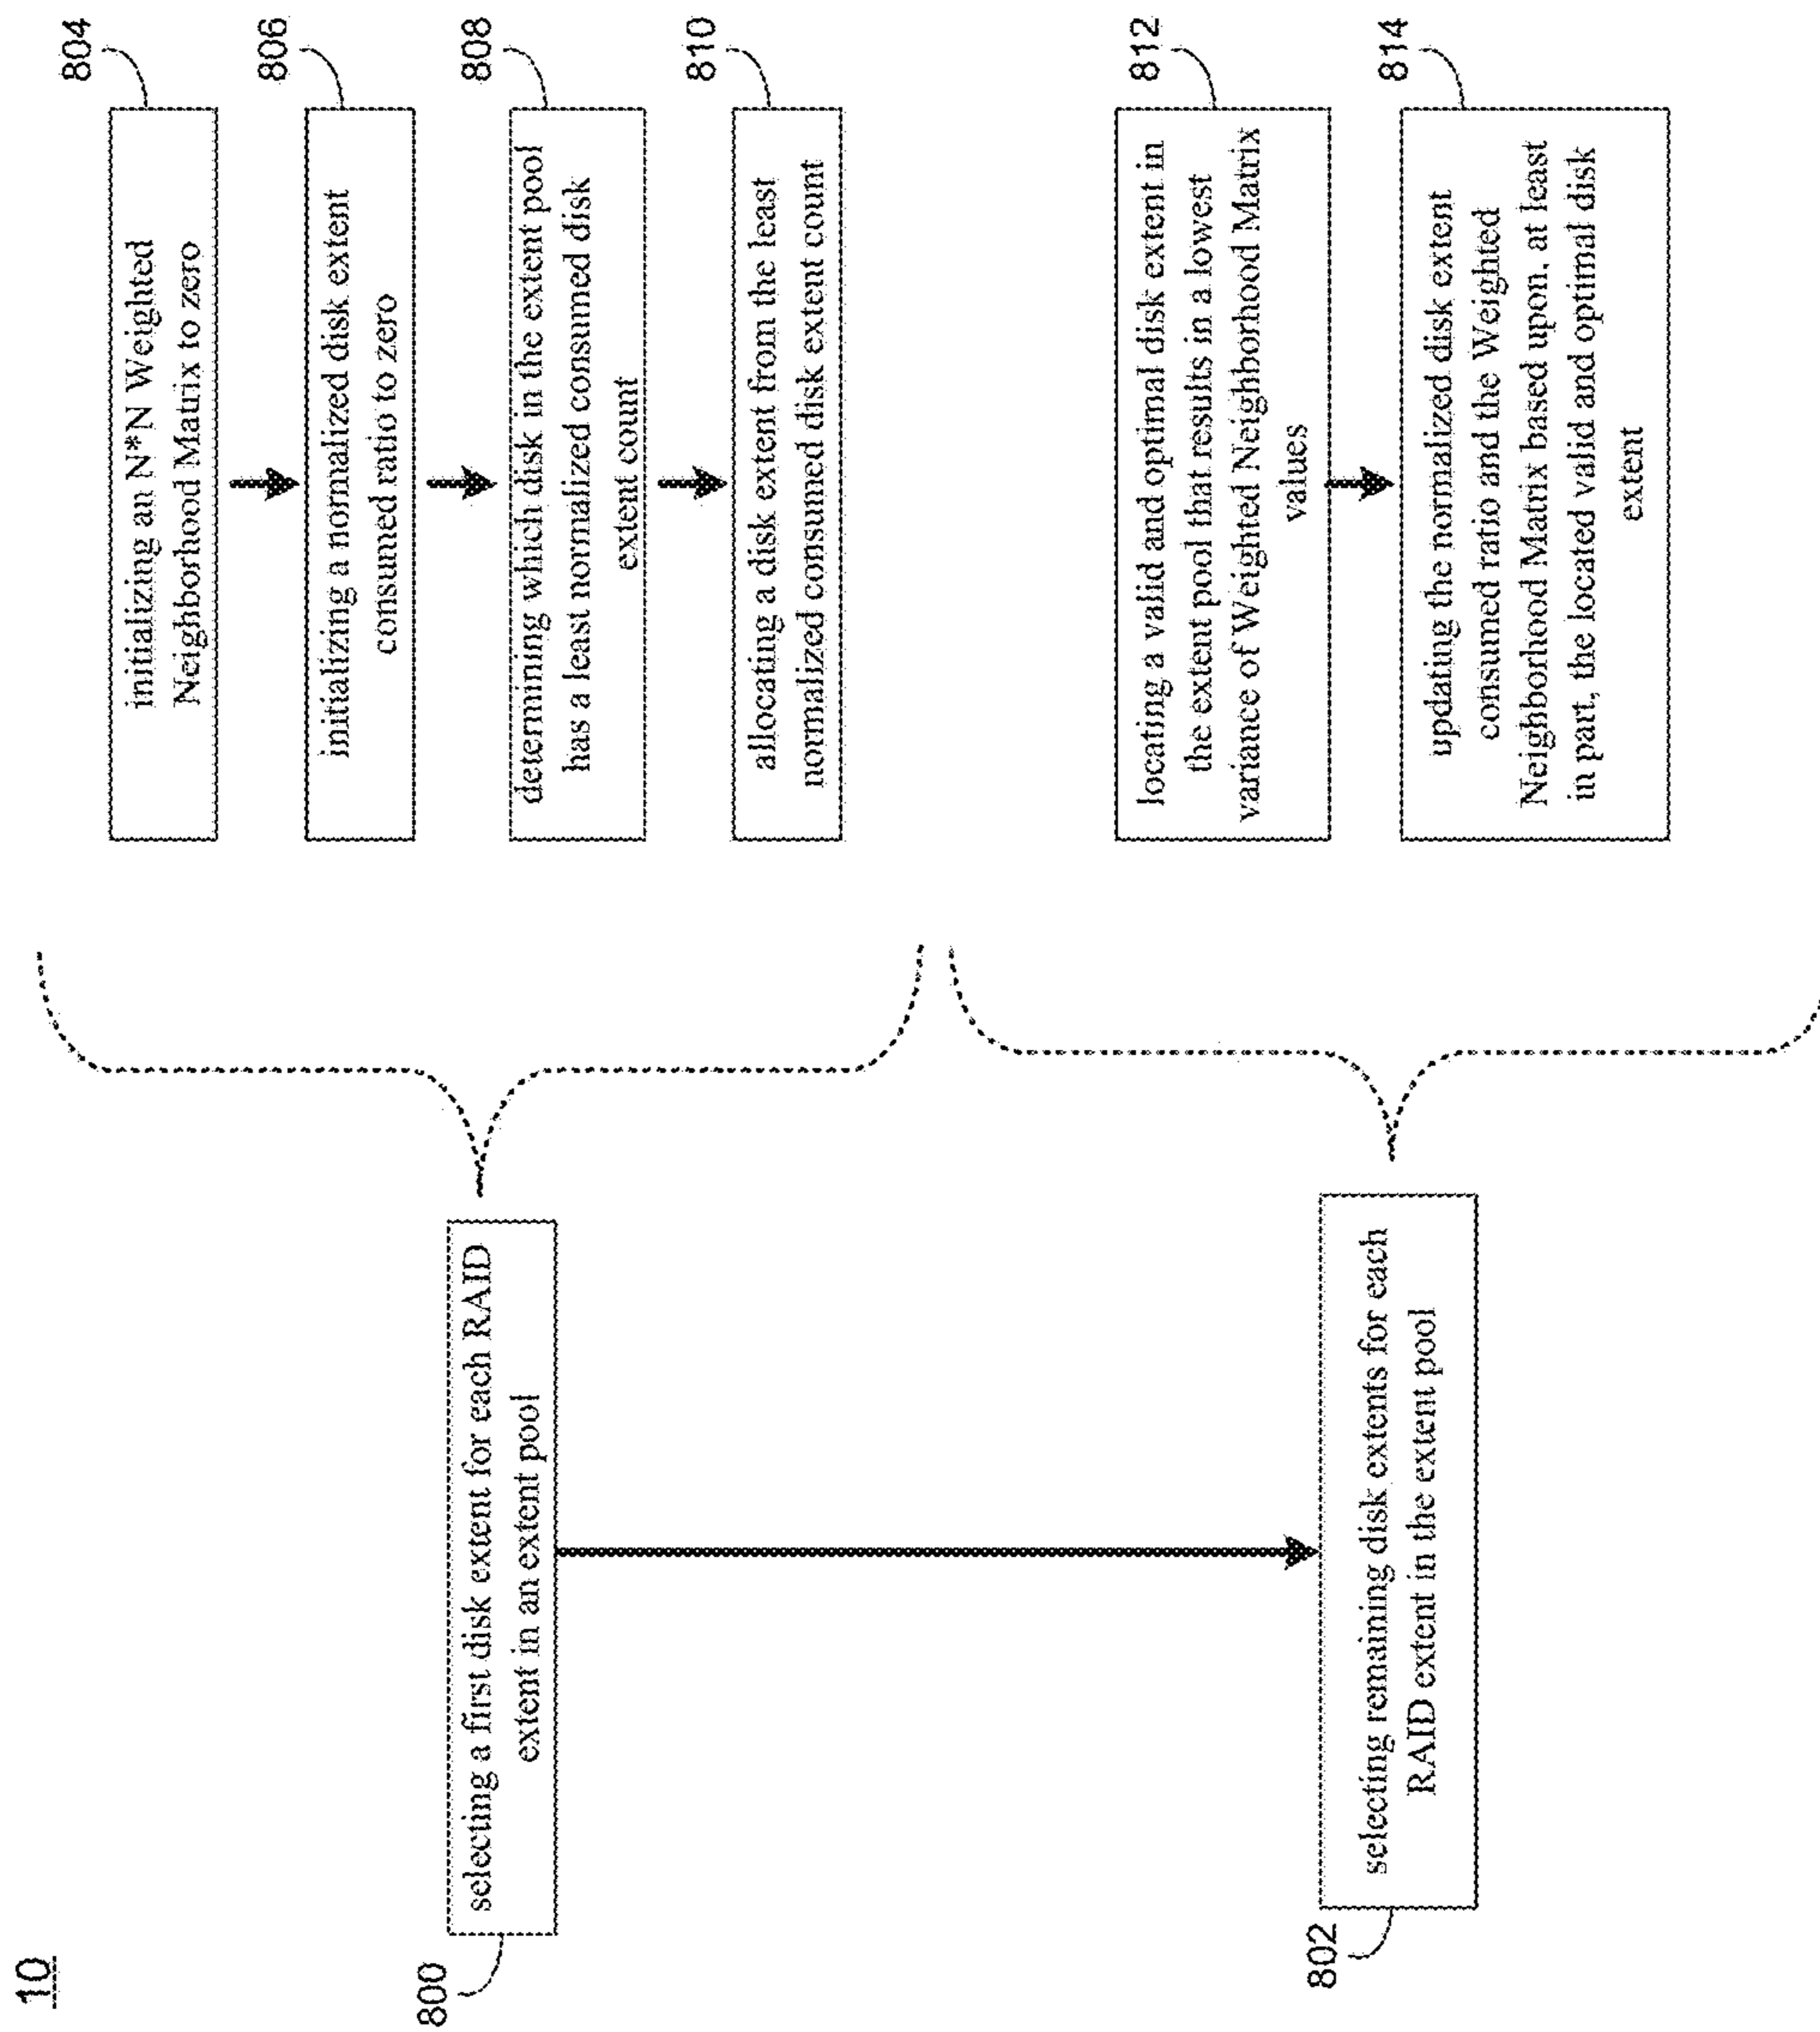 10
800
selecting a first disk extent for each RAID
extent in an extent pool
802
selecting remaining disk extents for each
RAID extent in the extent pool
804
initializing an N*N Weighted
Neighborhood Matrix to zero
806
initializing a normalized disk extent
consumed ratio to zero
808
determining which disk in the extent pool
has a least normalized consumed disk
extent count
810
allocating a disk extent from the least
normalized consumed disk extent count
812
locating a valid and optimal disk extent in
the extent pool that results in a lowest
variance of Weighted Neighborhood Matrix
values
814
updating the normalized disk extent
consumed ratio and the Weighted
Neighborhood Matrix based upon, at least
in part, the located valid and optimal disk
extent